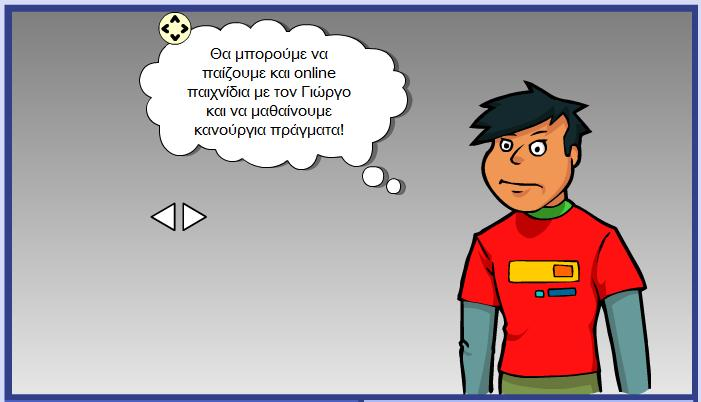 Θα μπορούμε να
παίζουμε και online
παιχνίδια με τον Γιώργο
και να μαθαίνουμε
κανούργια πράγματα!